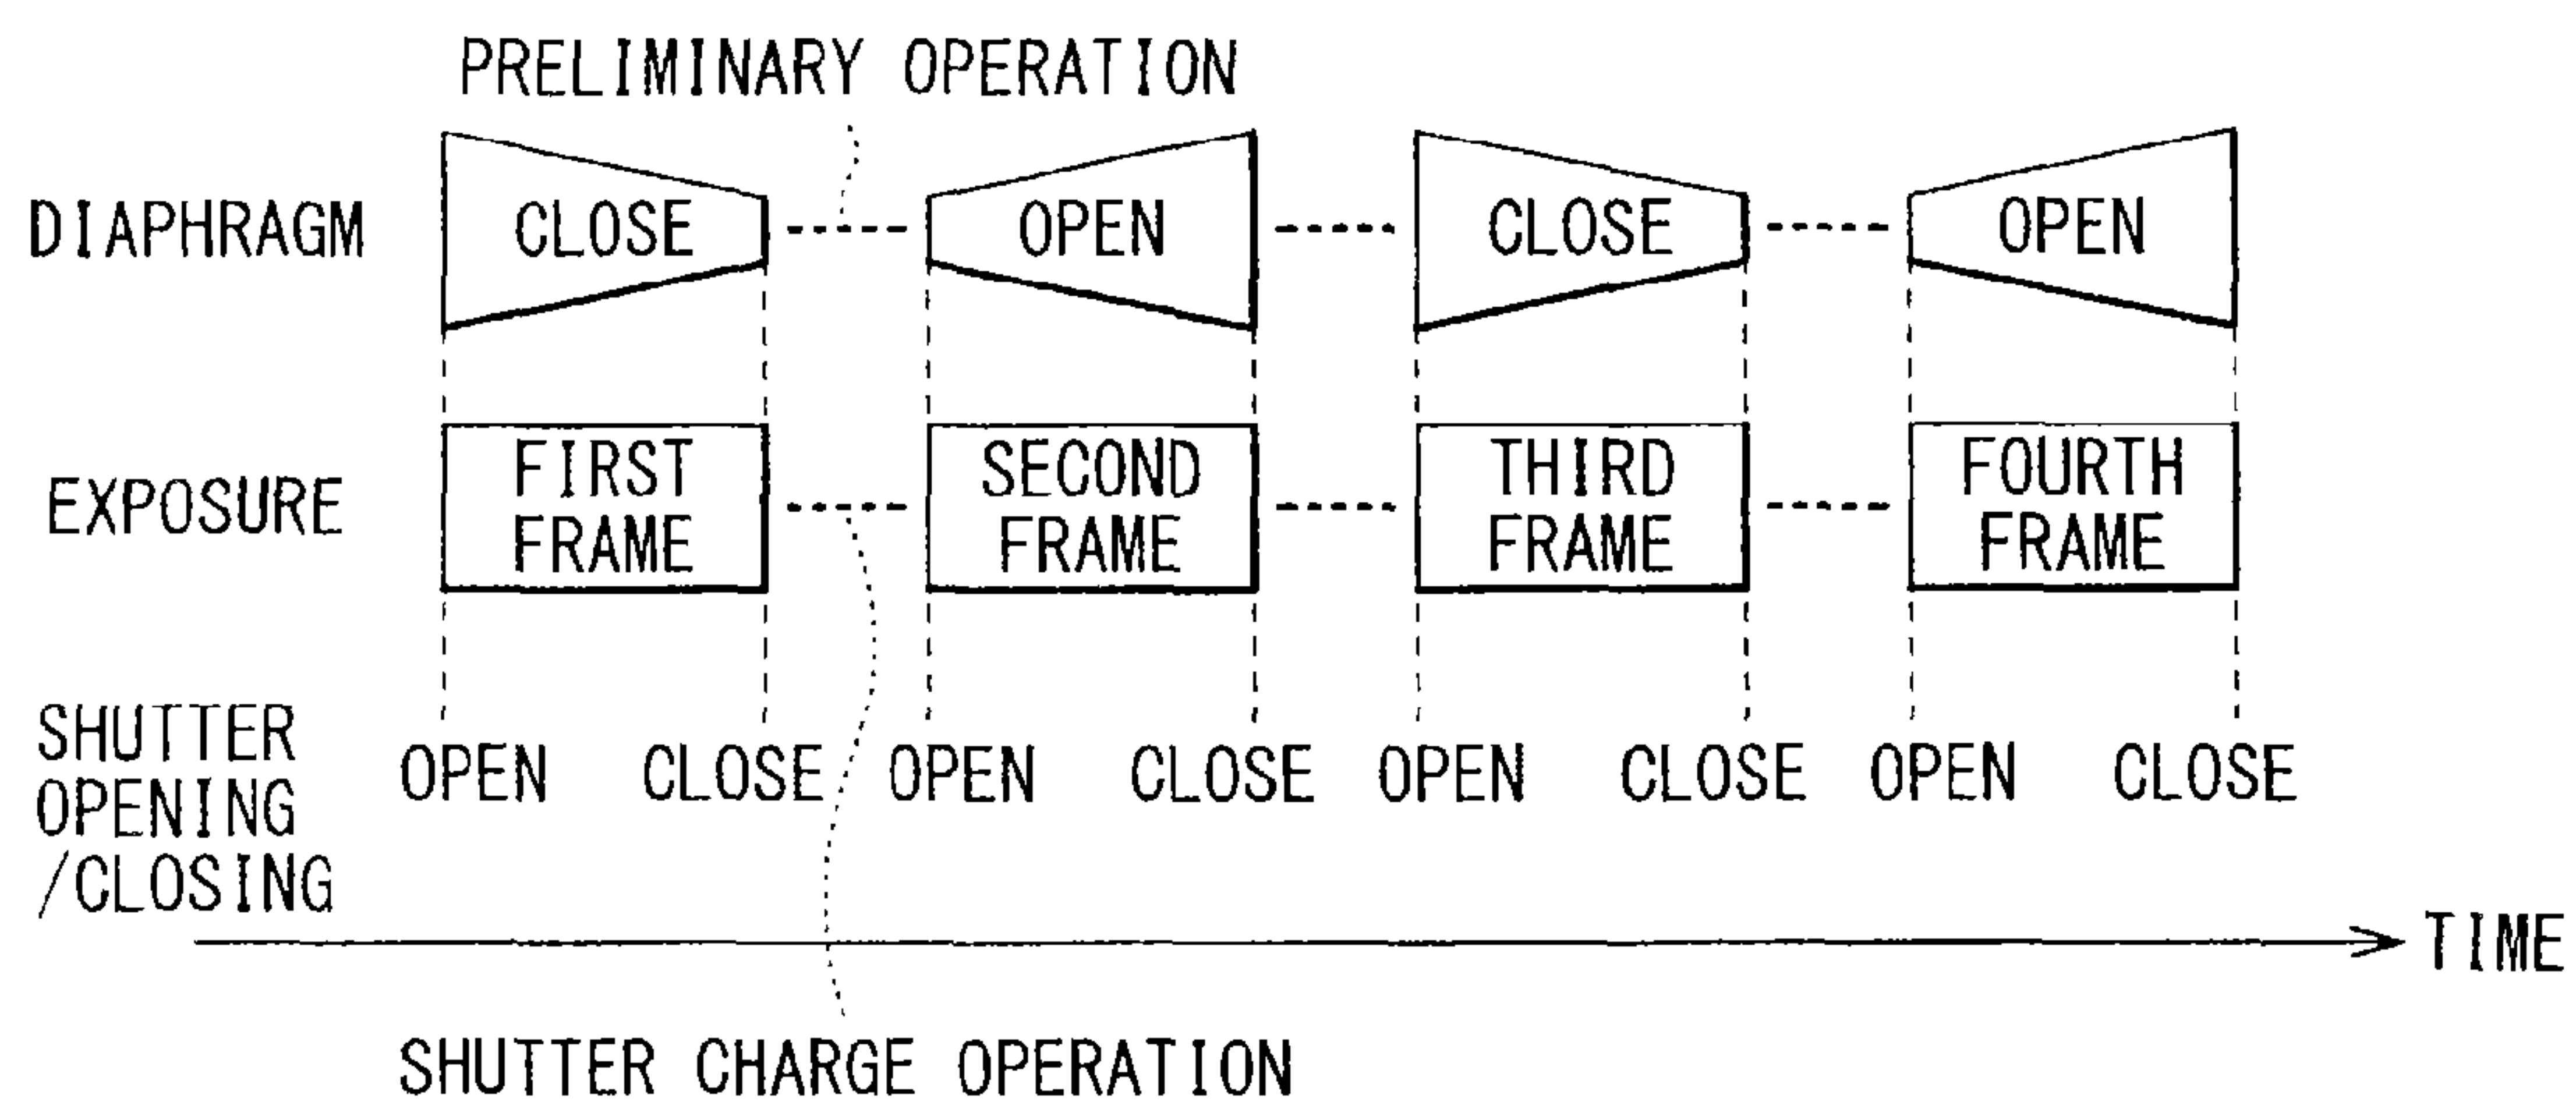 PRELIMINARY OPERATION
DIAPHRAGM
CLOSE
OPEN
CLOSE
OPEN
EXPOSURE
FIRST
FRAME
SECOND
FRAME
THIRD
FRAME
FOURTH
FRAME
SHUTTER
OPENING
/CLOSING
OPEN
CLOSE
OPEN
CLOSE
OPEN
CLOSE
OPEN
CLOSE
TIME
SHUTTER CHARGE OPERATION